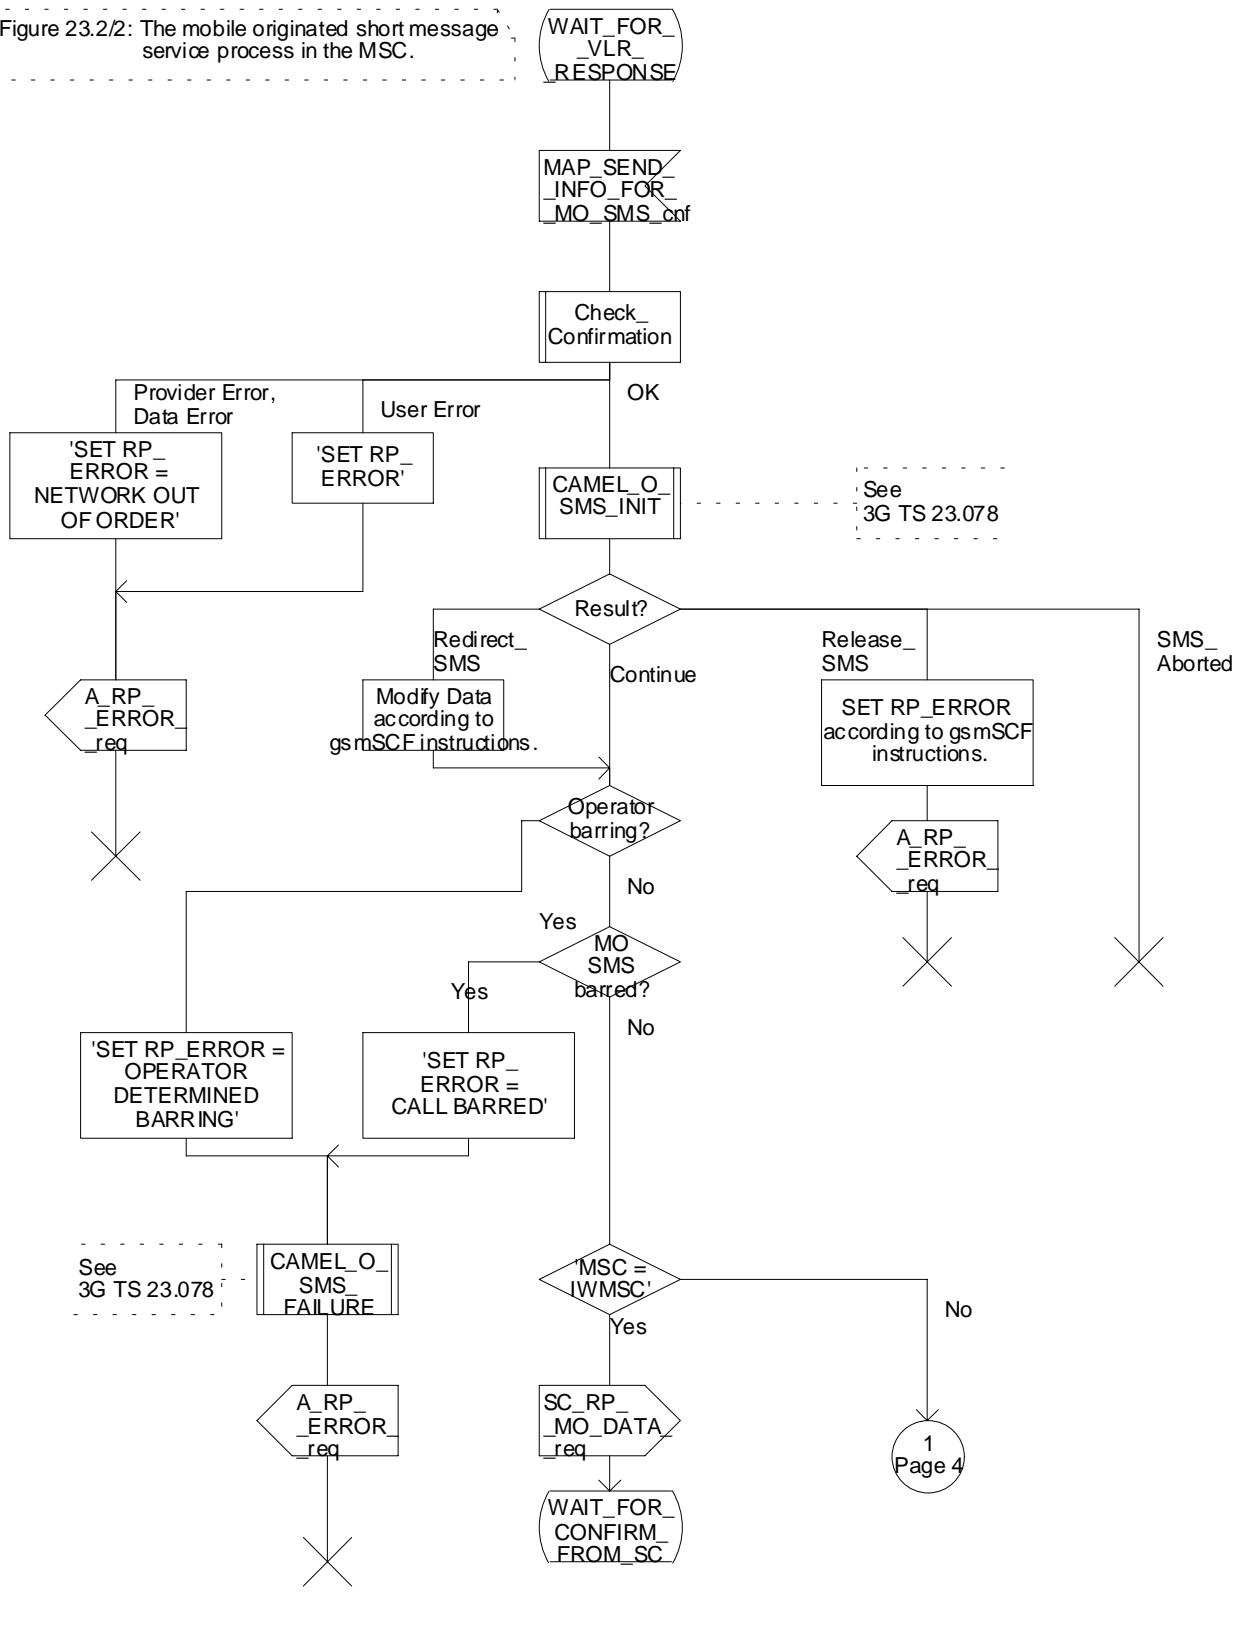 Figure 23.2/2: The mobile originated short message
service process in the MSC.
WAIT_FOR_
_VLR_
_RESPONSE
MAP_SEND_
_INFO_FOR_
_MO_SMS_cnf
Check_
Confirmation
Provider Error,
Data Error
User Error
OK
'SET RP_
ERROR =
NETWORK OUT
OF ORDER'
'SET RP_
ERROR'
CAMEL_O_
SMS_INIT
See
3G TS 23.078
Result?
Redirect_
SMS
Continue
Release_
SMS
SMS_
Aborted
A_RP_
_ERROR_
_req
Modify Data
according to
gsmSCF instructions.
SET RP_ERROR
according to gsmSCF
instructions.
Operator
barring?
A_RP_
_ERROR_
_req
No
Yes
MO
SMS
barred?
Yes
No
'SET RP_ERROR =
OPERATOR
DETERMINED
BARRING'
'SET RP_
ERROR =
CALL BARRED'
See
3G TS 23.078
CAMEL_O_
SMS_
FAILURE
'MSC =
IWMSC'
Yes
No
A_RP_
_ERROR_
_req
SC_RP_
_MO_DATA_
_req
1
Page 4
WAIT_FOR_
CONFIRM_
FROM_SC